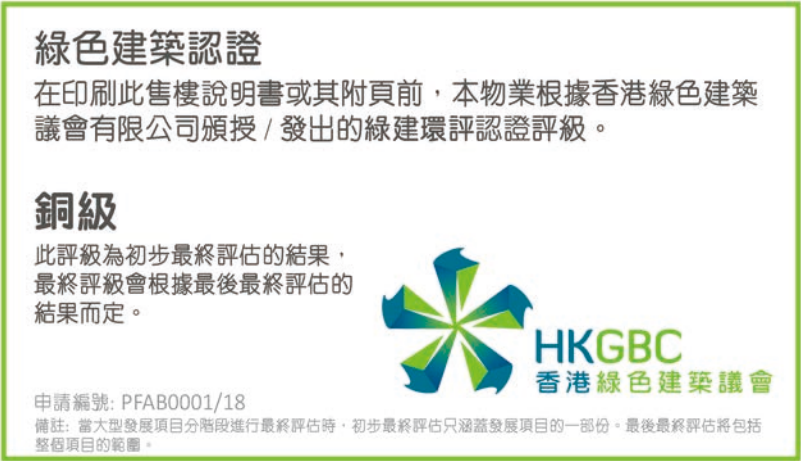 綠色建築認證
在印刷此售樓說明書或其附頁前，本物業根據香港綠色建築
議會有限公司頒授 / 發出的綠建環評認證評級。
銅級
此評級為初步最終評估的結果，
最終評級會根據最後最終評估的
結果而定。
HKGBC
香港綠色建築議會
申請編號: PFAB0001/18
備註: 當大型發展項目分階段進行最終評估時，初步最終評估只涵蓋發展項目的一部份。最後最終評估將包括
整個項目的範圍。